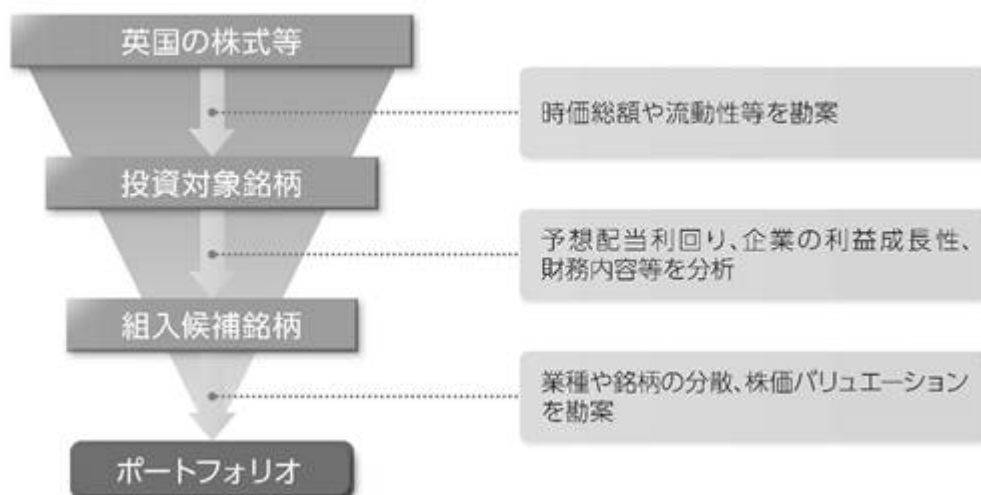 英国の株式等
時価総額や流動性等を勘案
投資対象銘柄
予想配当利回り、企業の利益成長性、
財務内容等を分析
組入候補銘柄
業種や銘柄の分散、株価バリュエーション
を勘案
ポートフォリオ